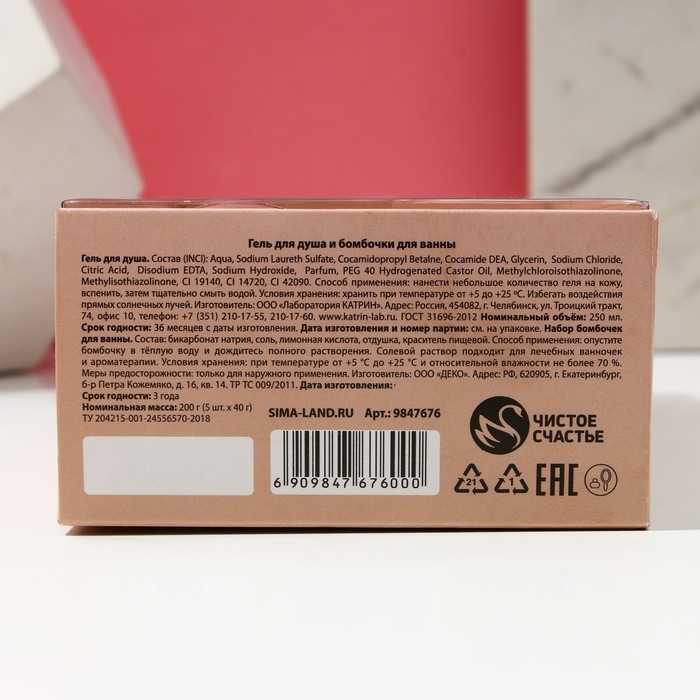 Гель для душа и бомбочки для ванны
Гель для душа. Состав (INCI): Aqua, Sodium Laureth Sulfate, Cocamidopropyl Betaine, Cocamide DEA, Glycerin, Sodium Chloride,
Citric Acid, Disodium EDTA, Sodium Hydroxide, Parfum, PEG 40 Hydrogenated Castor Oil, Methylchloroisothiazolinone,
Methylisothiazolinone, CI 19140, CI 14720, CI 42090. Способ применения: нанести небольшое количество геля на кожу,
вспенить, затем тщательно смыть водой. Условия хранения: хранить при температуре от +5 до +25 ºС. Избегать воздействия
прямых солнечных лучей. Изготовитель: ООО «Лаборатория КАТРИН». Адрес: Россия, 454082, г. Челябинск, ул. Троицкий тракт,
74, офис 10, телефон: +7 (351) 210-17-55, 210-17-60. www.katrin-lab.ru. ГОСТ 31696-2012 Номинальный объём: 250 мл.
Срок годности: 36 месяцев с даты изготовления. Дата изготовления и номер партии: см. на упаковке. Набор бомбочек
для ванны. Состав: бикарбонат натрия, соль, лимонная кислота, отдушка, краситель пищевой. Способ применения: опустите
бомбочку в тёплую воду и дождитесь полного растворения. Солевой раствор подходит для лечебных ванночек
и ароматерапии. Условия хранения: при температуре от +5 °С до +25 °С и относительной влажности не более 70 %.
Меры предосторожности: только для наружного применения. Изготовитель: ООО «ДЕКО». Адрес: РФ, 620905, г. Екатеринбург,
б-р Петра Кожемяко, д. 16, кв. 14. ТР ТС 009/2011. Дата изготовления:
Срок годности: 3 года
Номинальная масса: 200 г (5 шт. х 40 г)
ТУ 204215-001-24556570-2018
SIMA-LAND.RU Арт.: 9847676
ЧИСТОЕ
СЧАСТЬЕ
6 909847 676000
21
1
ЕАС